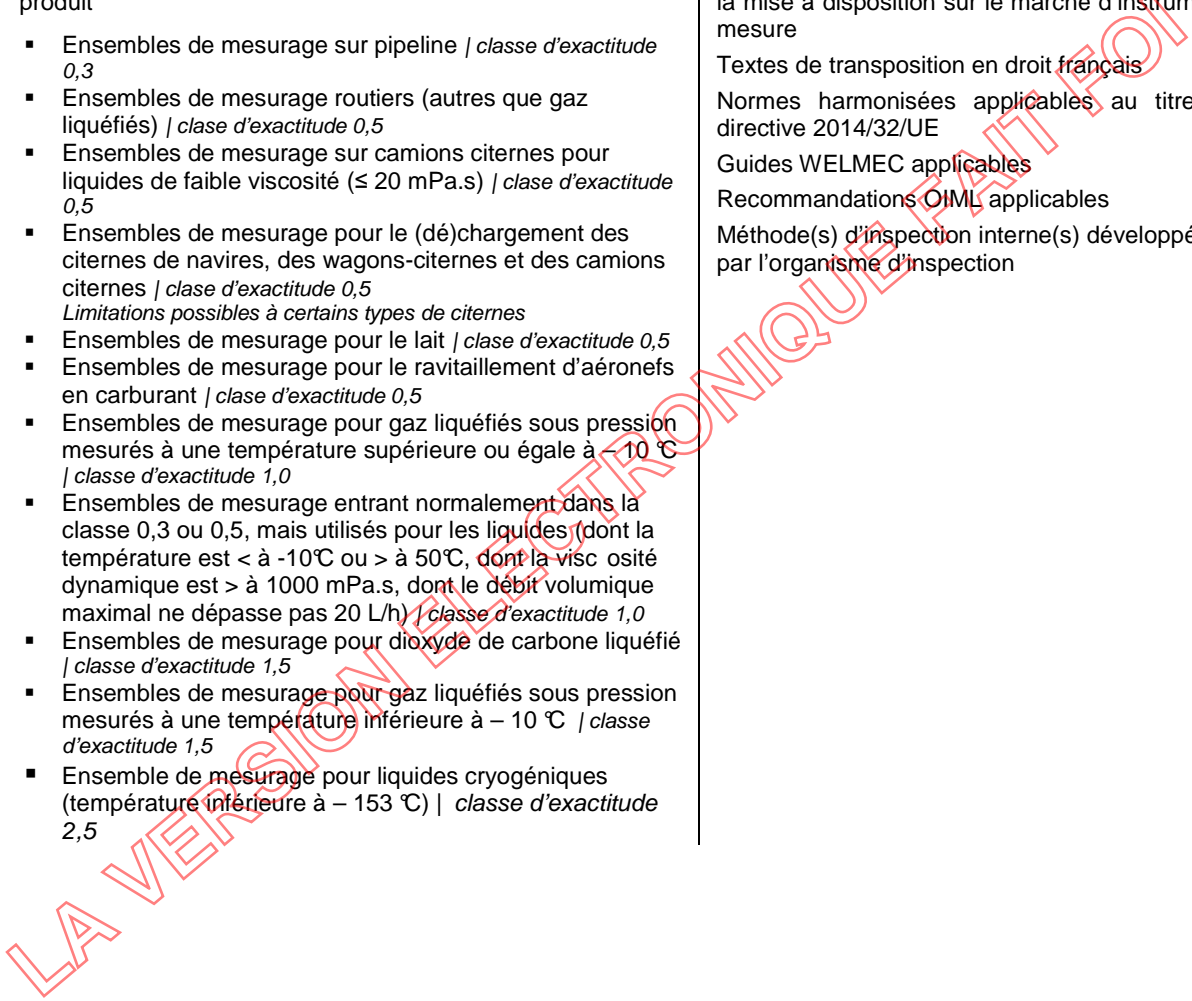 produit
▪ Ensembles de mesurage sur pipeline | classe d'exactitude
0,3
▪ Ensembles de mesurage routiers (autres que gaz
liquéfiés) | clase d'exactitude 0,5
▪ Ensembles de mesurage sur camions citernes pour
liquides de faible viscosité (≤ 20 mPa.s) | clase d'exactitude
0,5
▪ Ensembles de mesurage pour le (dé)chargement des
citernes de navires, des wagons-citernes et des camions
citernes | clase d'exactitude 0,5
Limitations possibles à certains types de citernes
▪ Ensembles de mesurage pour le lait | clase d'exactitude 0,5
▪ Ensembles de mesurage pour le ravitaillement d'aéronefs
en carburant | clase d'exactitude 0,5
▪ Ensembles de mesurage pour gaz liquéfiés sous pression
mesurés à une température supérieure ou égale à – 10 °C
| classe d'exactitude 1,0
▪ Ensembles de mesurage entrant normalement dans la
classe 0,3 ou 0,5, mais utilisés pour les liquides (dont la
température est < à -10°C ou > à 50°C, dont la visc osité
dynamique est > à 1000 mPa.s, dont le débit volumique
maximal ne dépasse pas 20 L/h) | classe d'exactitude 1,0
▪ Ensembles de mesurage pour dioxyde de carbone liquéfié
| classe d'exactitude 1,5
▪ Ensembles de mesurage pour gaz liquéfiés sous pression
mesurés à une température inférieure à – 10 °C | classe
d'exactitude 1,5
▪ Ensemble de mesurage pour liquides cryogéniques
(température inférieure à – 153 °C) | classe d'exactitude
2,5
la mise à disposition sur le marché d'instrum
mesure
Textes de transposition en droit français
Normes harmonisées applicables au titre
directive 2014/32/UE
Guides WELMEC applicables
Recommandations OIML applicables
Méthode(s) d'inspection interne(s) développé
par l'organisme d'inspection
LA VERSION ELECTRONIQUE FAIT FOI